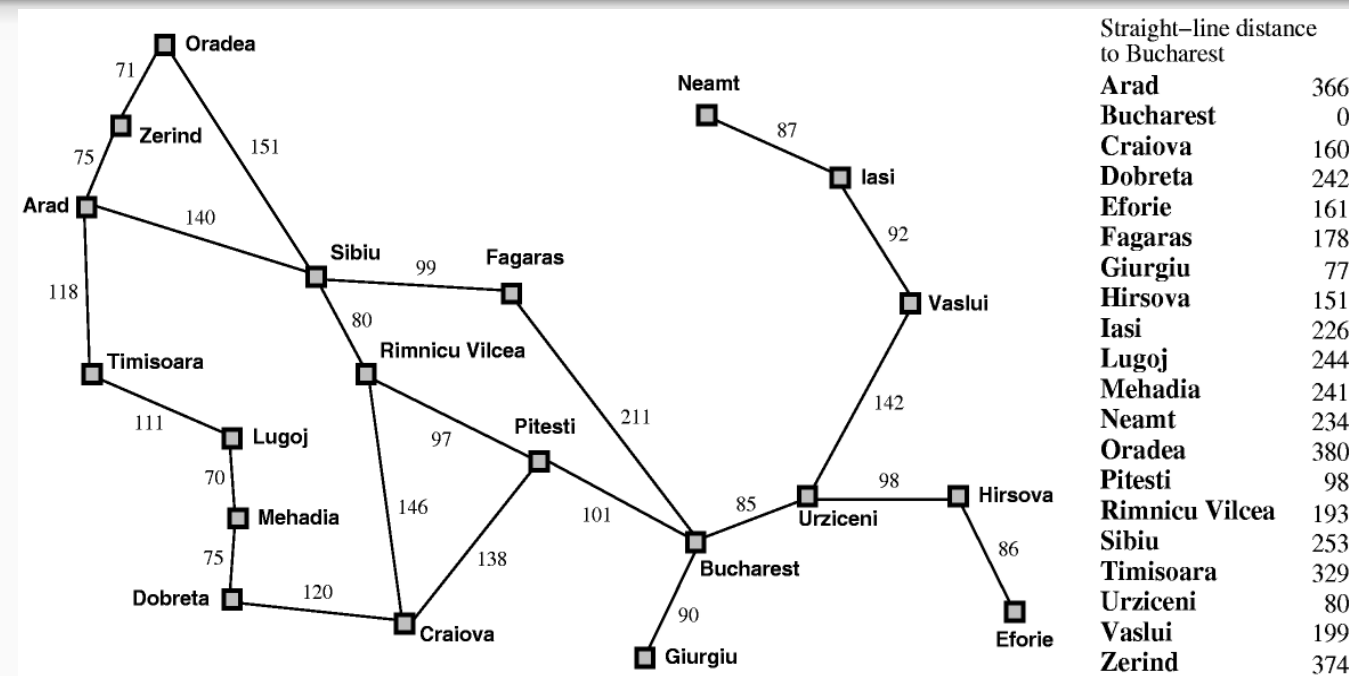 Oradea
71
Zerind
75
151
Arad
140
118
Sibiu
99
Fagaras
80
Rimnicu Vilcea
Timisoara
111
Lugoj
70
Mehadia
75
Dobreta
120
146
97
Pitesti
211
138
101
Craiova
Neamt
87
Iasi
92
Vaslui
142
98
Hirsova
85
Urziceni
86
Bucharest
90
Giurgiu
Eforie
Straight–line distance
to Bucharest
Arad 366
Bucharest 0
Craiova 160
Dobreta 242
Eforie 161
Fagaras 178
Giurgiu 77
Hirsova 151
Iasi 226
Lugoj 244
Mehadia 241
Neamt 234
Oradea 380
Pitesti 98
Rimnicu Vilcea 193
Sibiu 253
Timisoara 329
Urziceni 80
Vaslui 199
Zerind 374